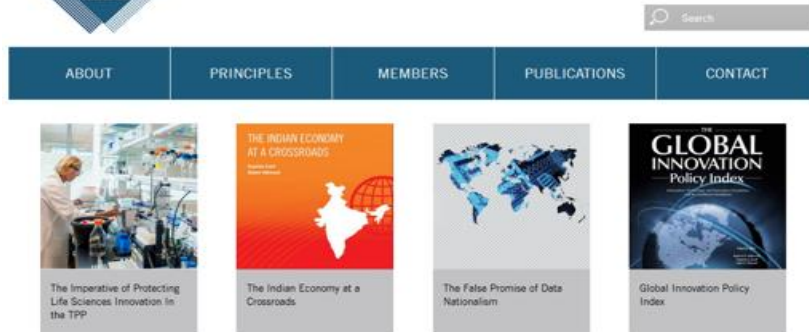 Search
ABOUT PRINCIPLES MEMBERS PUBLICATIONS CONTACT
THE INDIAN ECONOMY
AT A CROSSROADS
THE
GLOBAL
INNOVATION
Policy Index
The Imperative of Protecting
Life Sciences Innovation In
the TPP
The Indian Economy at a
Crossroads
The False Promise of Data
Nationalism
Global Innovation Policy
Index